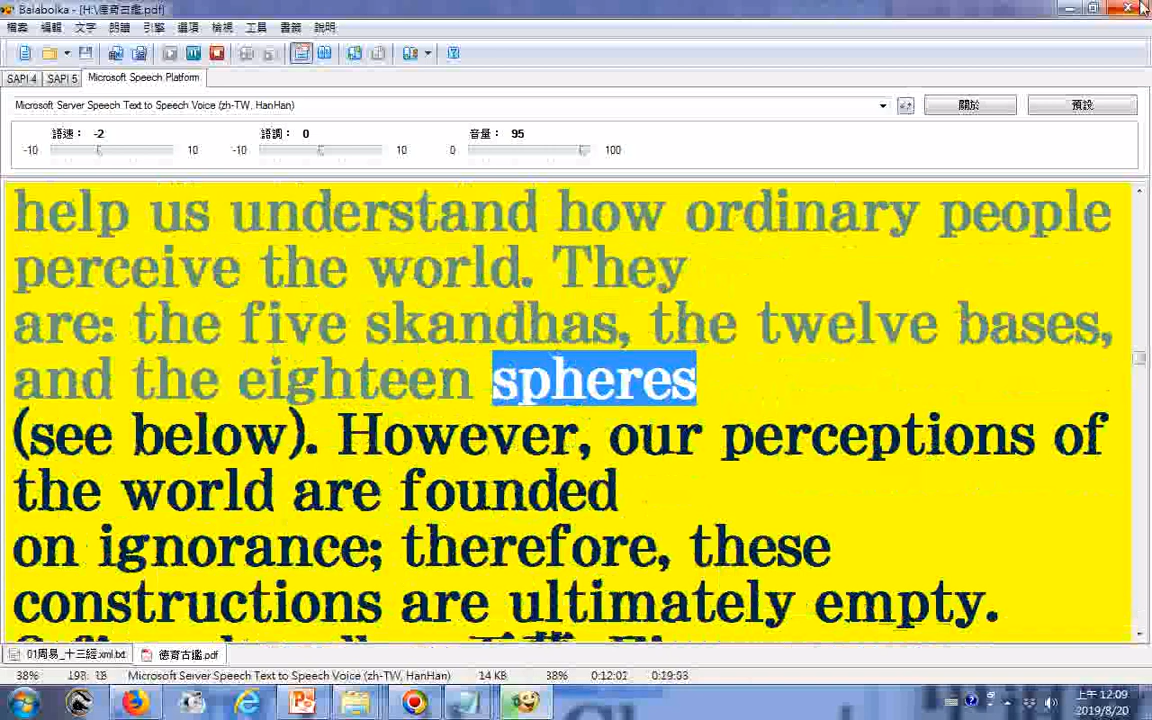 Balabolka - [H:\德育古鑑.pdf]
檔案 編輯 文字 朗讀 引擎 選項 檢視 工具 書籤 說明
SAPI 4 SAPI 5 Microsoft Speech Platform
Microsoft Server Speech Text to Speech Voice (zh-TW, HanHan) 關於 預設
語速： -2 語調： 0 音量： 95
-10 10 -10 10 0 100
help us understand how ordinary people
perceive the world. They
are: the five skandhas, the twelve bases,
and the eighteen spheres
(see below). However, our perceptions of
the world are founded
on ignorance; therefore, these
constructions are ultimately empty.
01周易_十三經.xml.txt 德育古鑑.pdf
38% Microsoft Server Speech Text to Speech Voice (zh-TW, HanHan) 14 KB 38% 0:12:02 0:19:03
上午 12:09
2019/8/20